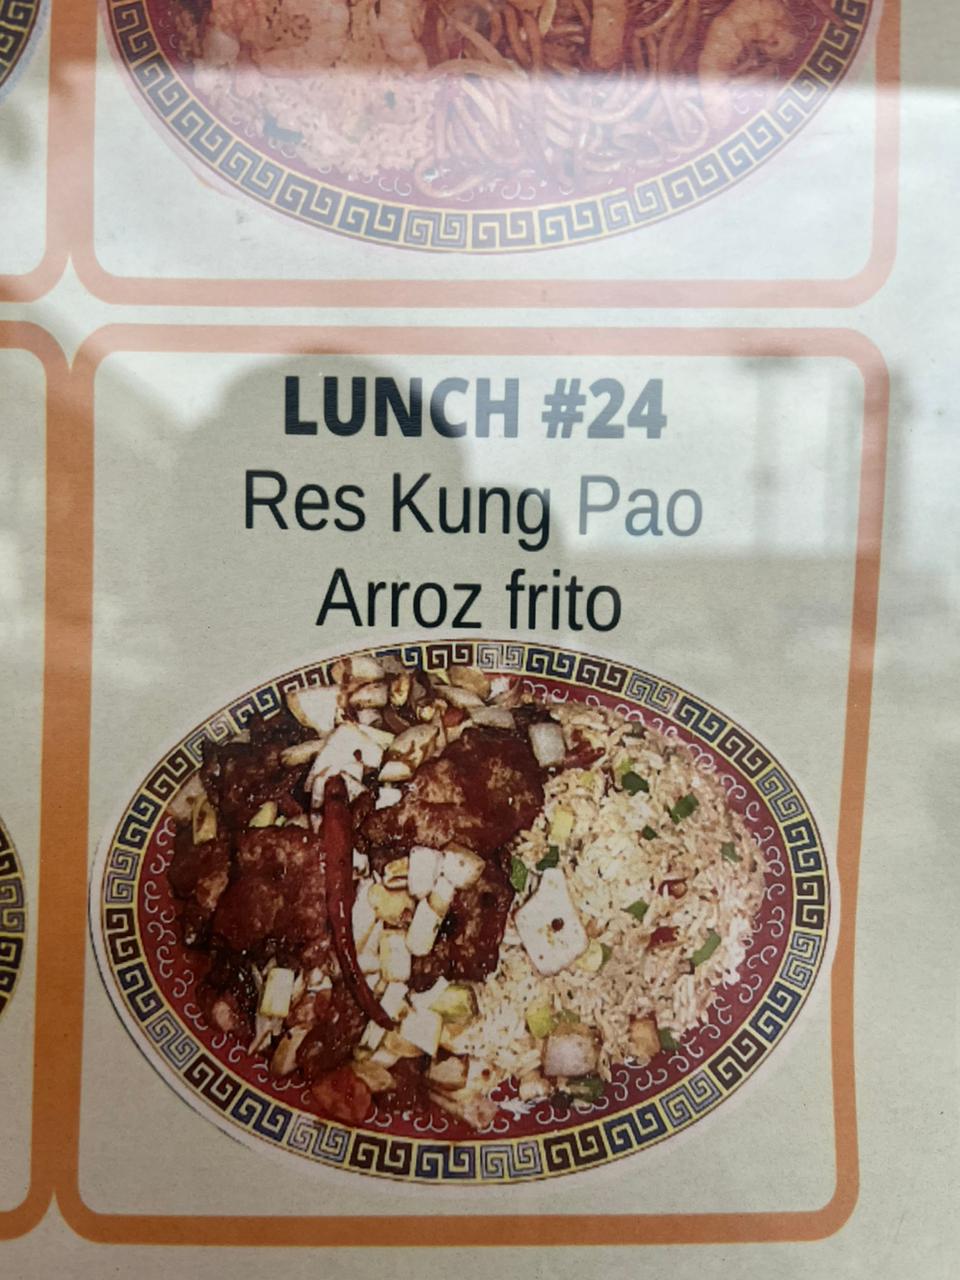 LUNCH #24
Res Kung Pao
Arroz frito